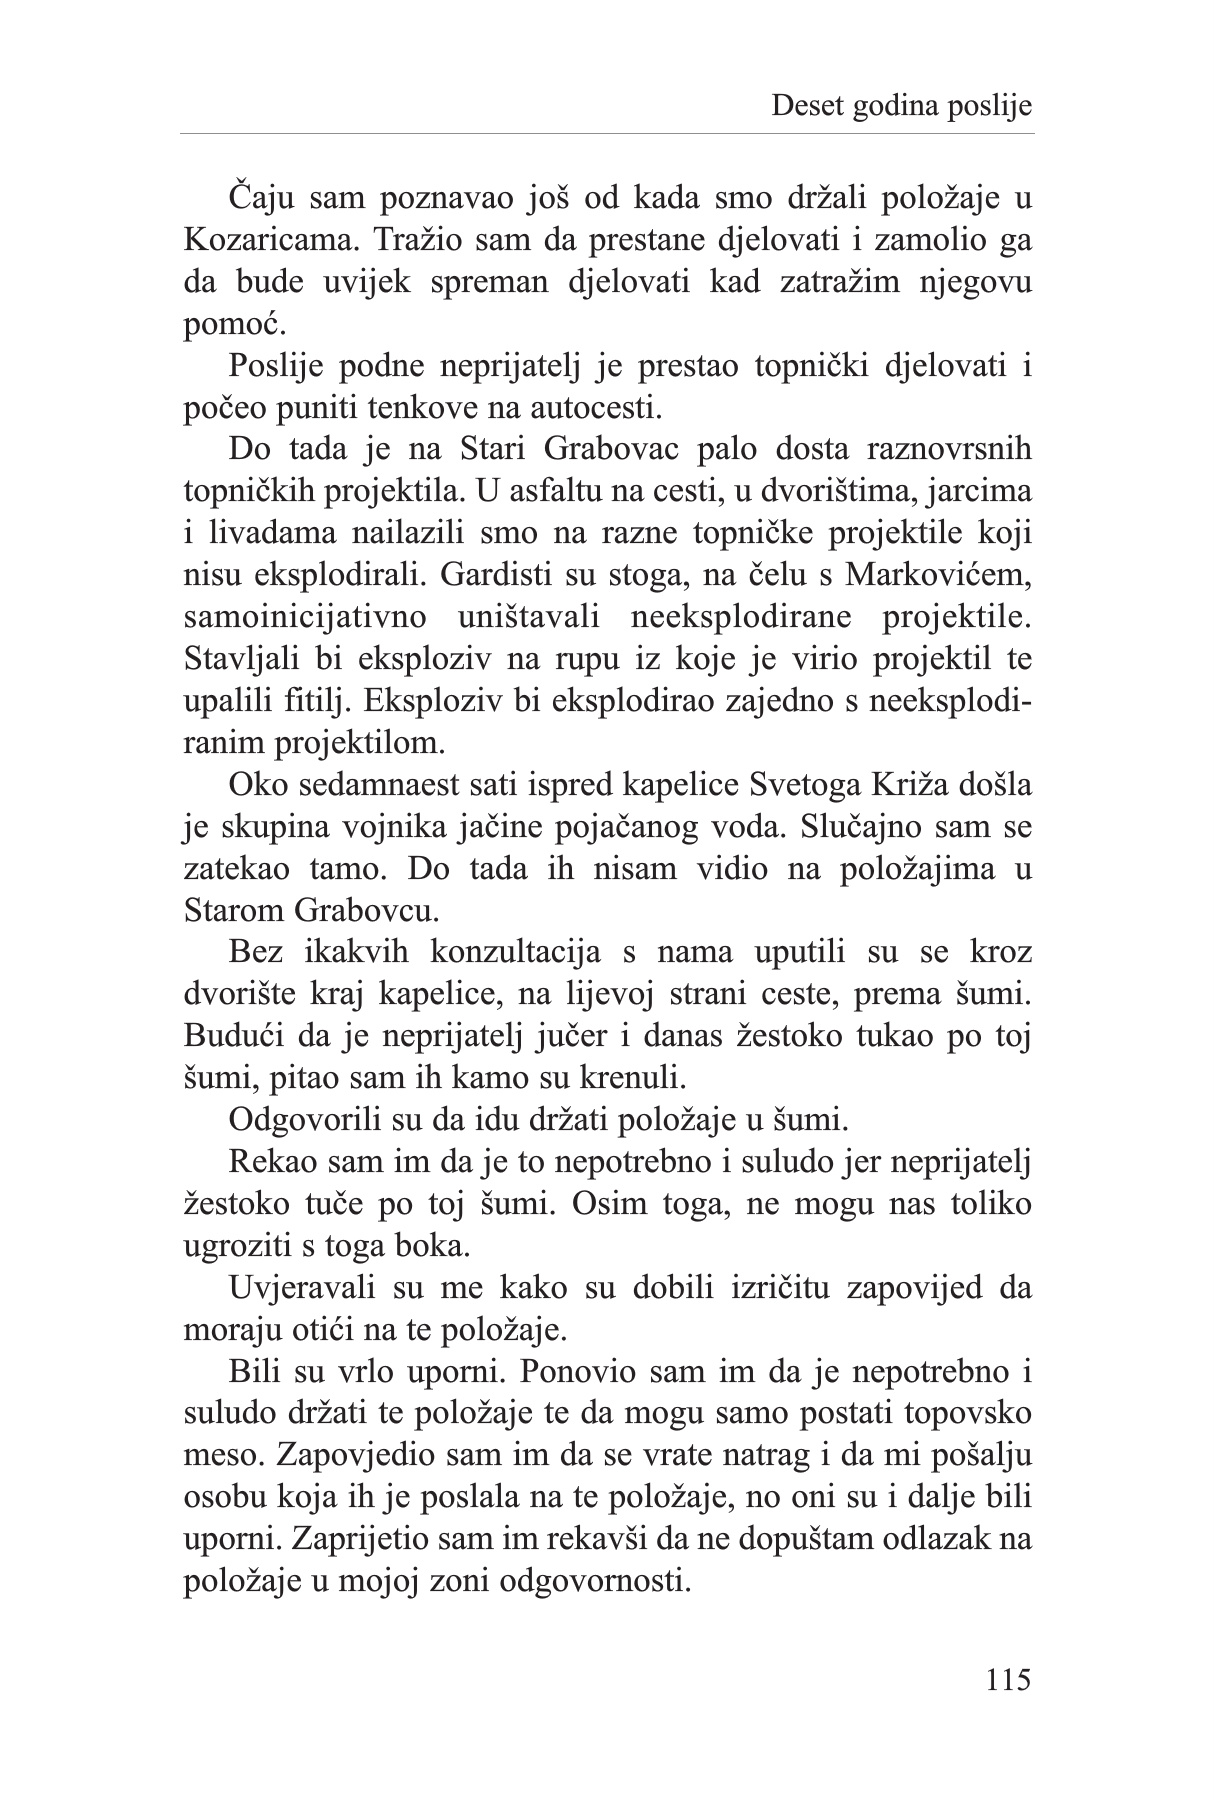 Deset godina poslije
Čaju sam poznavao još od kada smo držali položaje u
Kozaricama. Tražio sam da prestane djelovati i zamolio ga
da bude uvijek spreman djelovati kad zatražim njegovu
pomoć.
Poslije podne neprijatelj je prestao topnički djelovati i
počeo puniti tenkove na autocesti.
Do tada je na Stari Grabovac palo dosta raznovrsnih
topničkih projektila. U asfaltu na cesti, u dvorištima, jarcima
i livadama nailazili smo na razne topničke projektile koji
nisu eksplodirali. Gardisti su stoga, na čelu s Markovićem,
samoinicijativno uništavali neeksplodirane projektile.
Stavljali bi eksploziv na rupu iz koje je virio projektil te
upalili fitilj. Eksploziv bi eksplodirao zajedno s neeksplodi-
ranim projektilom.
Oko sedamnaest sati ispred kapelice Svetoga Križa došla
je skupina vojnika jačine pojačanog voda. Slučajno sam se
zatekao tamo. Do tada ih nisam vidio na položajima u
Starom Grabovcu.
Bez ikakvih konzultacija s nama uputili su se kroz
dvorište kraj kapelice, na lijevoj strani ceste, prema šumi.
Budući da je neprijatelj jučer i danas žestoko tukao po toj
šumi, pitao sam ih kamo su krenuli.
Odgovorili su da idu držati položaje u šumi.
Rekao sam im da je to nepotrebno i suludo jer neprijatelj
žestoko tuče po toj šumi. Osim toga, ne mogu nas toliko
ugroziti s toga boka.
Uvjeravali su me kako su dobili izričitu zapovijed da
moraju otići na te položaje.
Bili su vrlo uporni. Ponovio sam im da je nepotrebno i
suludo držati te položaje te da mogu samo postati topovsko
meso. Zapovjedio sam im da se vrate natrag i da mi pošalju
osobu koja ih je poslala na te položaje, no oni su i dalje bili
uporni. Zaprijetio sam im rekavši da ne dopuštam odlazak na
položaje u mojoj zoni odgovornosti.
115